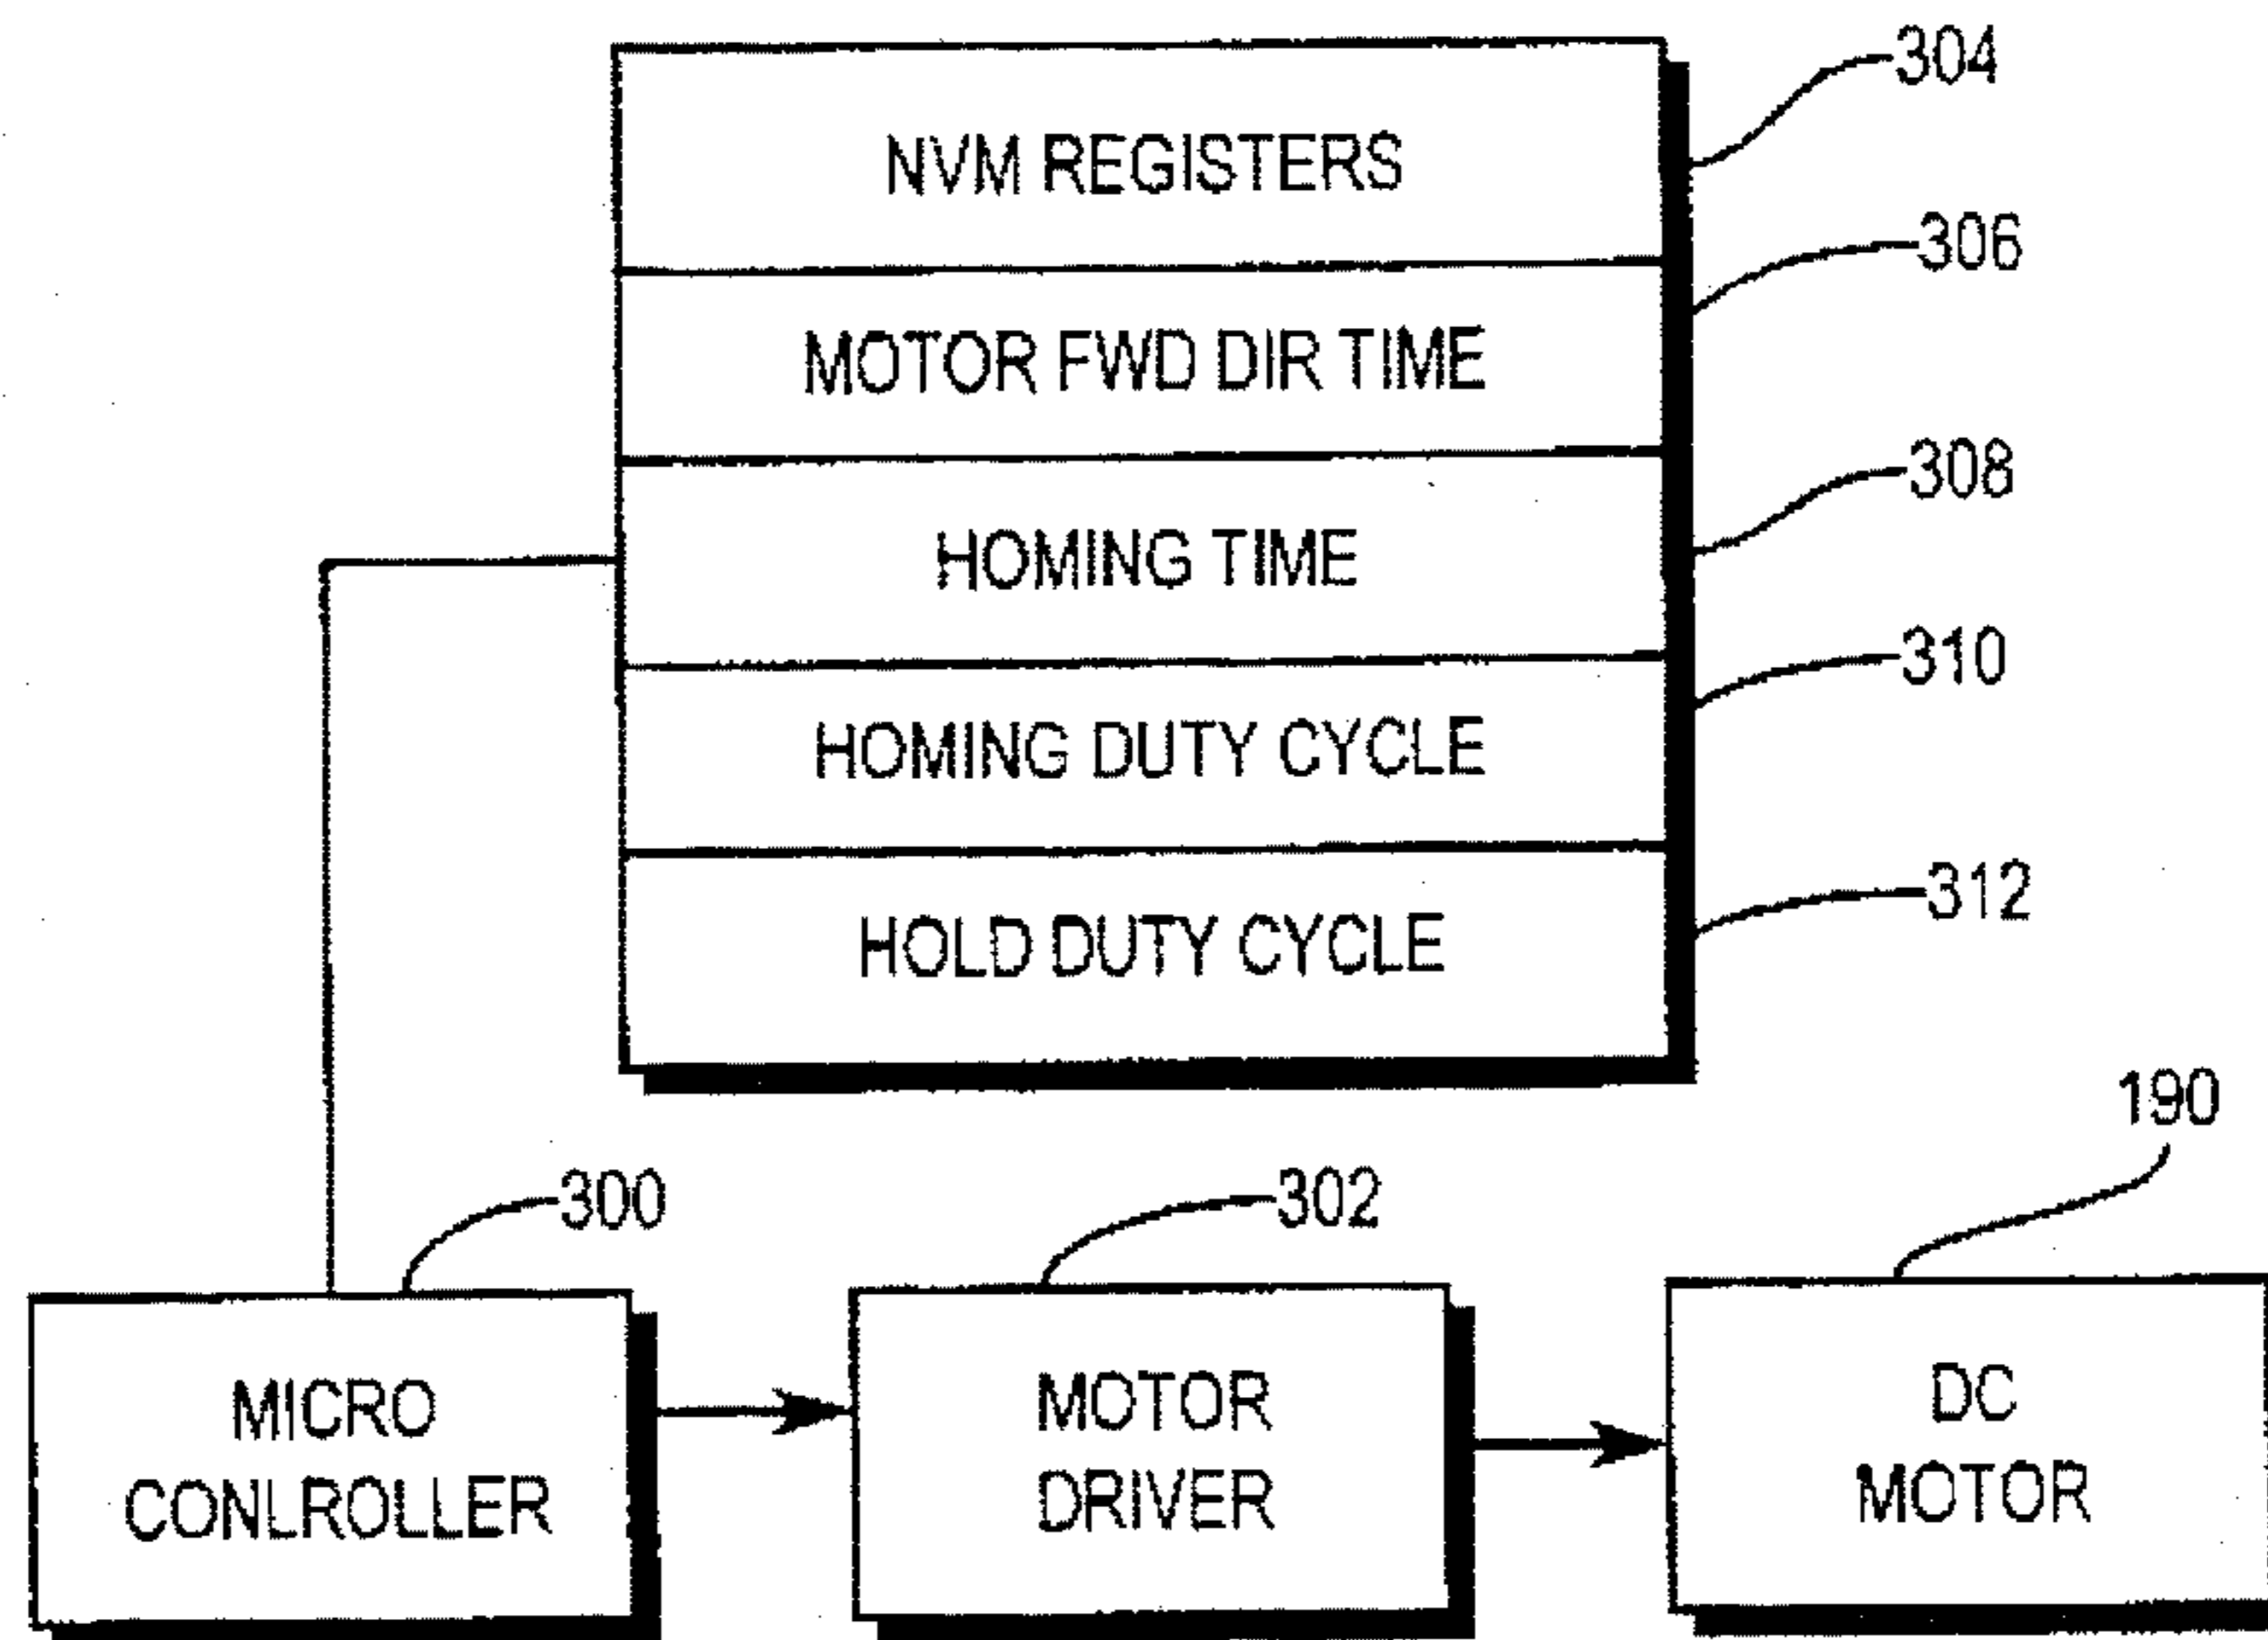 304
NVM REGISTERS
306
MOTOR FWD DIR TIME
308
HOMING TIME
310
HOMING DUTY CYCLE
312
HOLD DUTY CYCLE
190
300
302
MICRO
CONLROLLER
MOTOR
DRIVER
DC
MOTOR